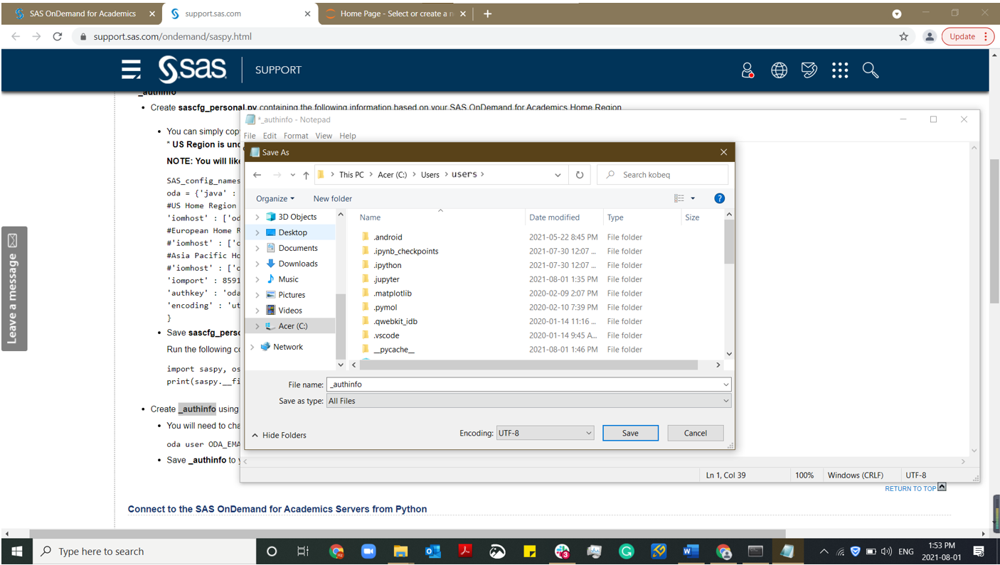 SAS OnDemand for Academics
support.sas.com
Home Page - Select or create a n
support.sas.com/ondemand/saspy.html
Update
sas
SUPPORT
_authinfo
Create sascfg_personal.py containing the following information based on your SAS OnDemand for Academics Home Region
You can simply cop
* US Region is unc
NOTE: You will like
SAS_config_names
oda = {'java' :
#US Home Region
'iomhost' : ['od
#European Home R
#'iomhost' : ['o
#Asia Pacific Ho
#'iomhost' : ['o
'iomport' : 8591
'authkey' : 'oda
'encoding' : 'ut
}
Save sascfg_perso
Run the following co
import saspy, os
print(saspy.__fi
Create _authinfo using
You will need to cha
oda user ODA_EMA
Save _authinfo to y
RETURN TO TOP
Connect to the SAS OnDemand for Academics Servers from Python
Leave a message
*_authinfo - Notepad
File Edit Format View Help
Save As
This PC > Acer (C:) > Users > users >
Search kobeq
Organize
New folder
3D Objects
Desktop
Documents
Downloads
Music
Pictures
Videos
Acer (C:)
Network
Name Date modified Type Size
.android 2021-05-22 8:45 PM File folder
.ipynb_checkpoints 2021-07-30 12:07 ... File folder
.ipython 2021-07-30 12:07 ... File folder
.jupyter 2021-08-01 1:35 PM File folder
.matplotlib 2020-02-09 2:07 PM File folder
.pymol 2020-02-10 7:39 PM File folder
.qwebkit_idb 2020-01-14 11:16 ... File folder
.vscode 2020-01-14 9:45 A... File folder
__pycache__ 2021-08-01 1:46 PM File folder
File name: _authinfo
Save as type: All Files
Hide Folders
Encoding: UTF-8
Save
Cancel
Ln 1, Col 39
100%
Windows (CRLF)
UTF-8
Type here to search
ENG
1:53 PM
2021-08-01